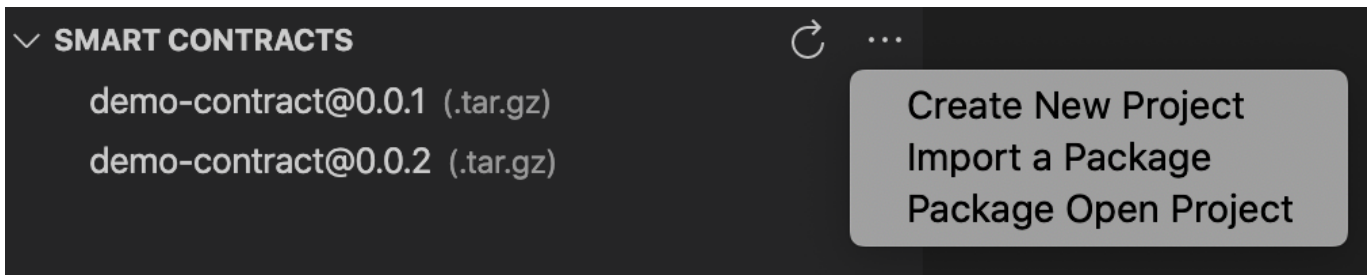 SMART CONTRACTS ...
demo-contract@0.0.1 (.tar.gz)
demo-contract@0.0.2 (.tar.gz)
Create New Project
Import a Package
Package Open Project